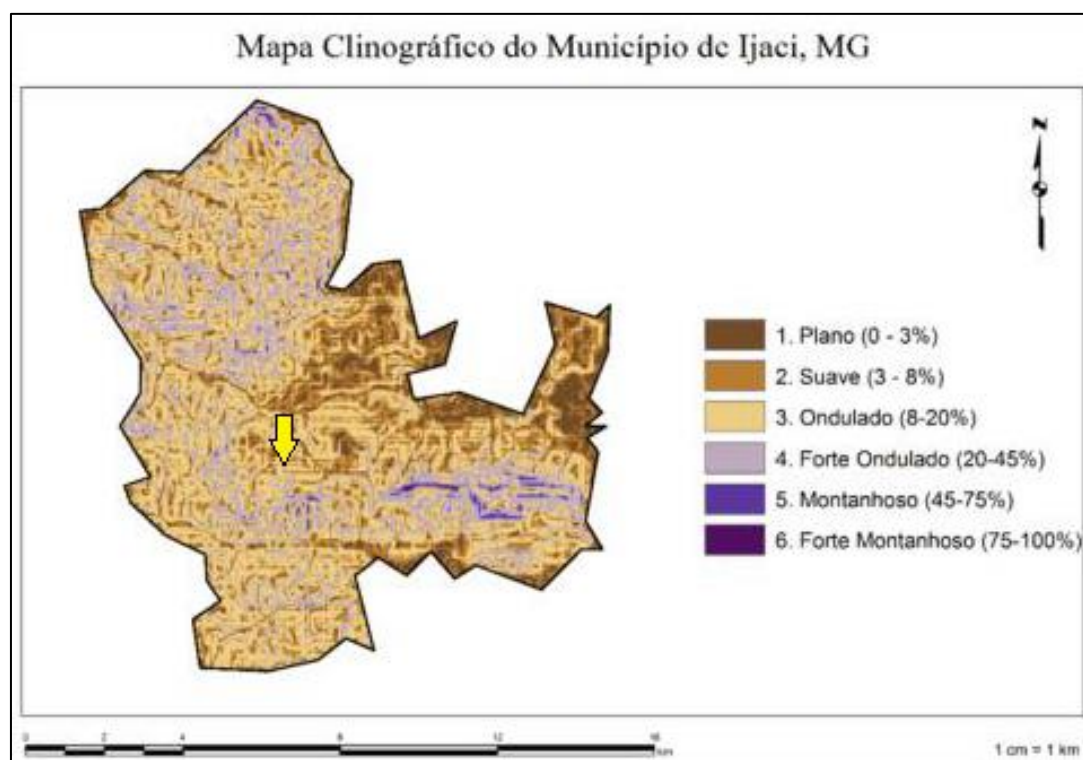 Mapa Clinográfico do Município de Ijaci, MG
N
1. Plano (0 - 3%)
2. Suave (3 - 8%)
3. Ondulado (8-20%)
4. Forte Ondulado (20-45%)
5. Montanhoso (45-75%)
6. Forte Montanhoso (75-100%)
0 2 4 8 12 16
km
1 cm = 1 km